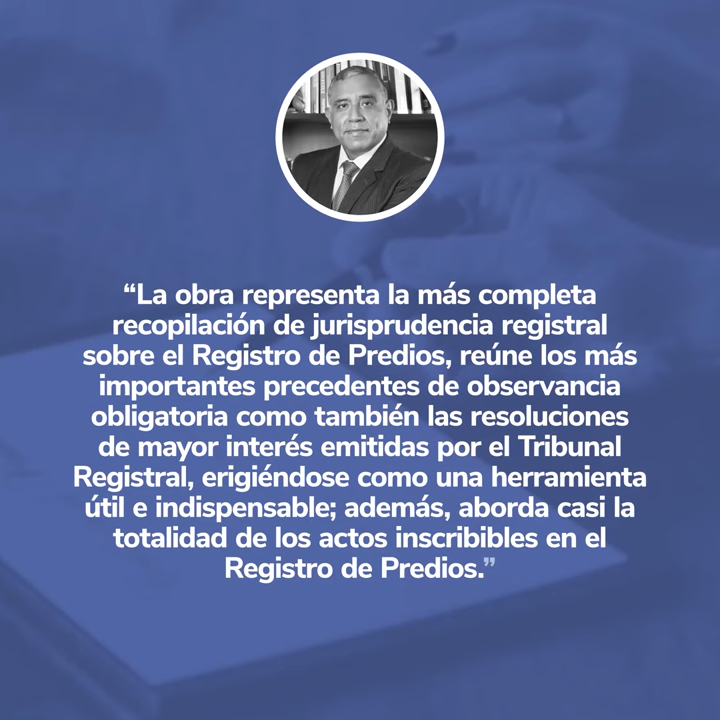 “La obra representa la más completa
recopilación de jurisprudencia registral
sobre el Registro de Predios, reúne los más
importantes precedentes de observancia
obligatoria como también las resoluciones
de mayor interés emitidas por el Tribunal
Registral, erigiéndose como una herramienta
útil e indispensable; además, aborda casi la
totalidad de los actos inscribibles en el
Registro de Predios.”